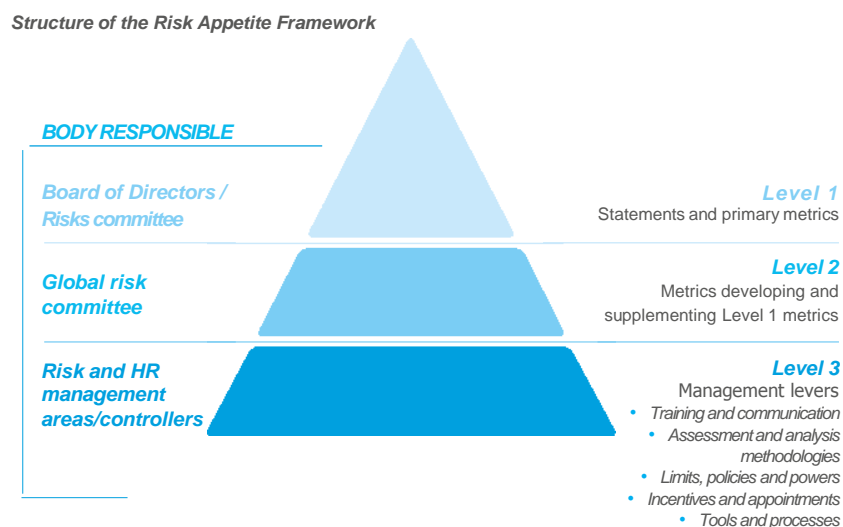 Structure of the Risk Appetite Framework
BODY RESPONSIBLE
Board of Directors /
Risks committee
Level 1
Statements and primary metrics
Global risk
committee
Level 2
Metrics developing and
supplementing Level 1 metrics
Risk and HR
management
areas/controllers
Level 3
Management levers
• Training and communication
• Assessment and analysis
methodologies
• Limits, policies and powers
• Incentives and appointments
• Tools and processes